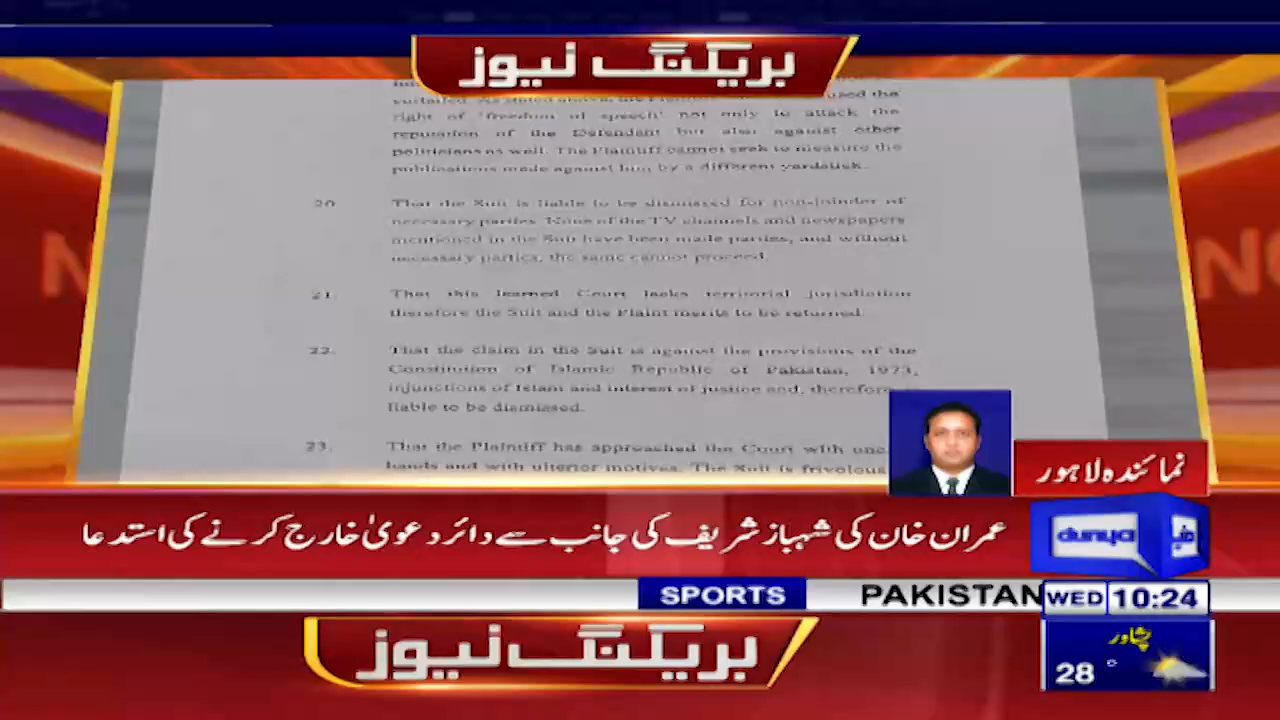 بریکنگ نیوز
right of 'freedom of speech' not only to attack the
reputation of the Defendant but also against other
politicians as well. The Plaintiff cannot seek to measure the
publications made against him by a different yardstick.
20. That the Suit is liable to be dismissed for non-joinder of
necessary parties. None of the TV channels and newspapers
mentioned in the Suit have been made parties, and without
necessary parties, the same cannot proceed.
21. That this learned Court lacks territorial jurisdiction
therefore the Suit and the Plaint merits to be returned.
22. That the claim in the Suit is against the provisions of the
Constitution of Islamic Republic of Pakistan, 1973,
injunctions of Islam and interest of justice and, therefore
liable to be dismissed.
23. That the Plaintiff has approached the Court with
hands and with ulterior motives. The Suit is frivolous
نمائندہ لاہور
عمران خان کی شہباز شریف کی جانب سے دائر دعویٰ خارج کرنے کی استدعا
dunya
SPORTS PAKISTAN WED 10:24
بریکنگ نیوز
پشاور
28°